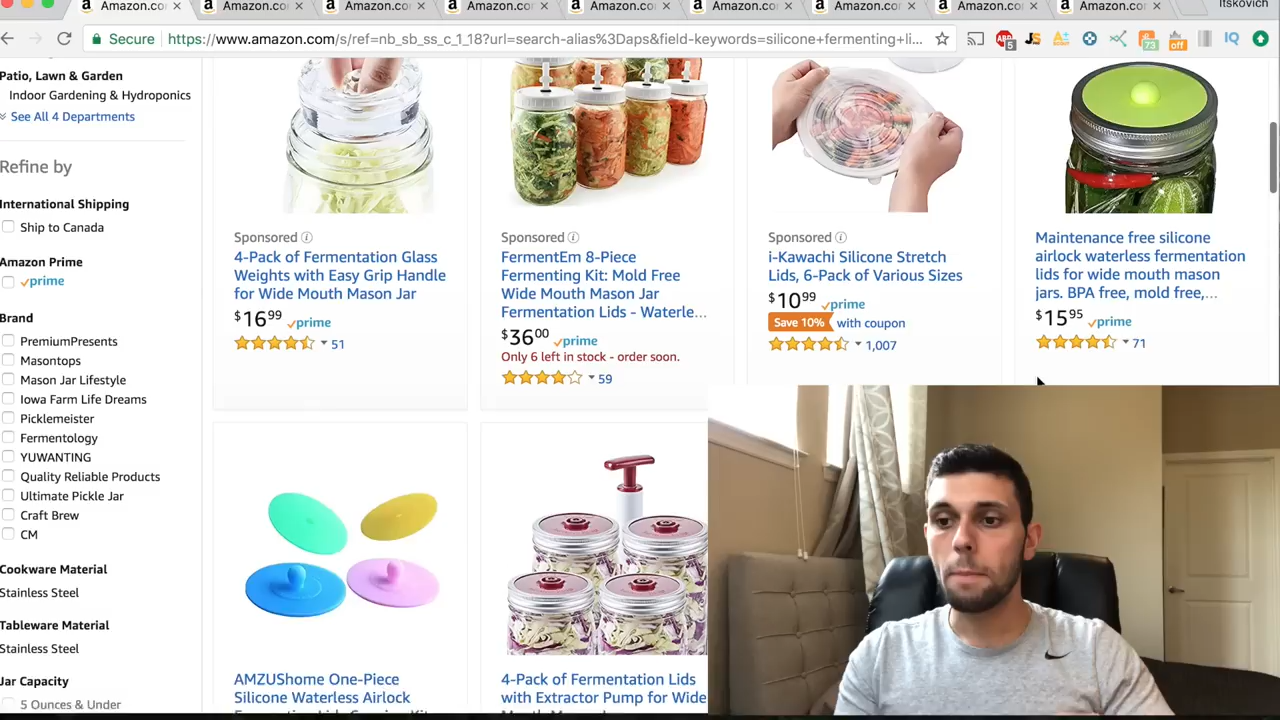 Amazon.co
Amazon.co
Amazon.co
Amazon.co
Amazon.co
Amazon.co
Amazon.co
Amazon.co
Amazon.co
Itskovich
Secure
https://www.amazon.com/s/ref=nb_sb_ss_c_1_18?url=search-alias%3Daps&field-keywords=silicone+fermenting+li...
ABP
5
JS
73
off
IQ
Patio, Lawn & Garden
Indoor Gardening & Hydroponics
See All 4 Departments
Refine by
International Shipping
Ship to Canada
Amazon Prime
prime
Brand
PremiumPresents
Masontops
Mason Jar Lifestyle
Iowa Farm Life Dreams
Picklemeister
Fermentology
YUWANTING
Quality Reliable Products
Ultimate Pickle Jar
Craft Brew
CM
Cookware Material
Stainless Steel
Tableware Material
Stainless Steel
Jar Capacity
5 Ounces & Under
Sponsored
4-Pack of Fermentation Glass
Weights with Easy Grip Handle
for Wide Mouth Mason Jar
$16 99 prime
51
Sponsored
FermentEm 8-Piece
Fermenting Kit: Mold Free
Wide Mouth Mason Jar
Fermentation Lids - Waterle...
$36 00 prime
Only 6 left in stock - order soon.
59
Sponsored
i-Kawachi Silicone Stretch
Lids, 6-Pack of Various Sizes
$10 99 prime
Save 10% with coupon
1,007
Maintenance free silicone
airlock waterless fermentation
lids for wide mouth mason
jars. BPA free, mold free,...
$15 95 prime
71
AMZUShome One-Piece
Silicone Waterless Airlock
4-Pack of Fermentation Lids
with Extractor Pump for Wide